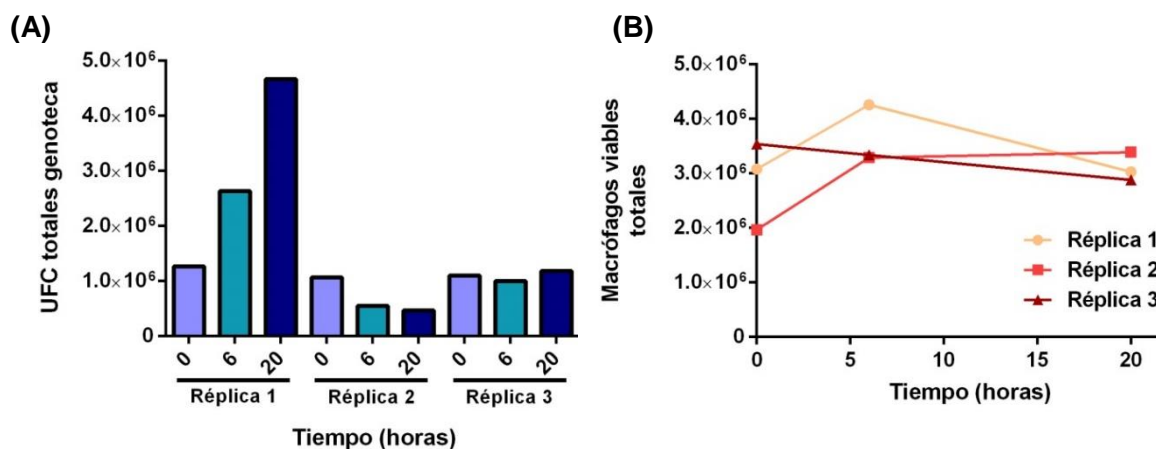 (A)
UFC totales genoteca
5.0×10⁶
4.0×10⁶
3.0×10⁶
2.0×10⁶
1.0×10⁶
0
0 6 20 0 6 20 0 6 20
Réplica 1 Réplica 2 Réplica 3
Tiempo (horas)
(B)
Macrófagos viables
totales
5.0×10⁶
4.0×10⁶
3.0×10⁶
2.0×10⁶
1.0×10⁶
0
Réplica 1
Réplica 2
Réplica 3
0 5 10 15 20
Tiempo (horas)